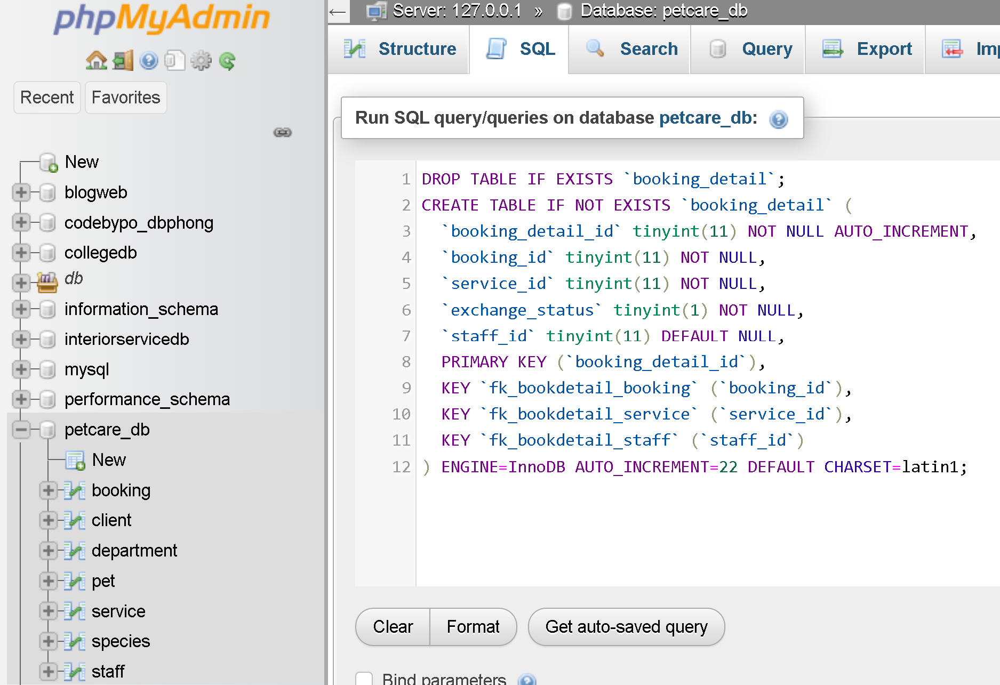 phpMyAdmin
Recent
Favorites
New
blogweb
codebypo_dbphong
collegedb
db
information_schema
interiorservicedb
mysql
performance_schema
petcare_db
New
booking
client
department
pet
service
species
staff
← Server: 127.0.0.1 » Database: petcare_db
Structure SQL Search Query Export
Run SQL query/queries on database petcare_db:
1 DROP TABLE IF EXISTS `booking_detail`;
2 CREATE TABLE IF NOT EXISTS `booking_detail` (
3 `booking_detail_id` tinyint(11) NOT NULL AUTO_INCREMENT,
4 `booking_id` tinyint(11) NOT NULL,
5 `service_id` tinyint(11) NOT NULL,
6 `exchange_status` tinyint(1) NOT NULL,
7 `staff_id` tinyint(11) DEFAULT NULL,
8 PRIMARY KEY (`booking_detail_id`),
9 KEY `fk_bookdetail_booking` (`booking_id`),
10 KEY `fk_bookdetail_service` (`service_id`),
11 KEY `fk_bookdetail_staff` (`staff_id`)
12 ) ENGINE=InnoDB AUTO_INCREMENT=22 DEFAULT CHARSET=latin1;
Clear Format Get auto-saved query
Bind parameters